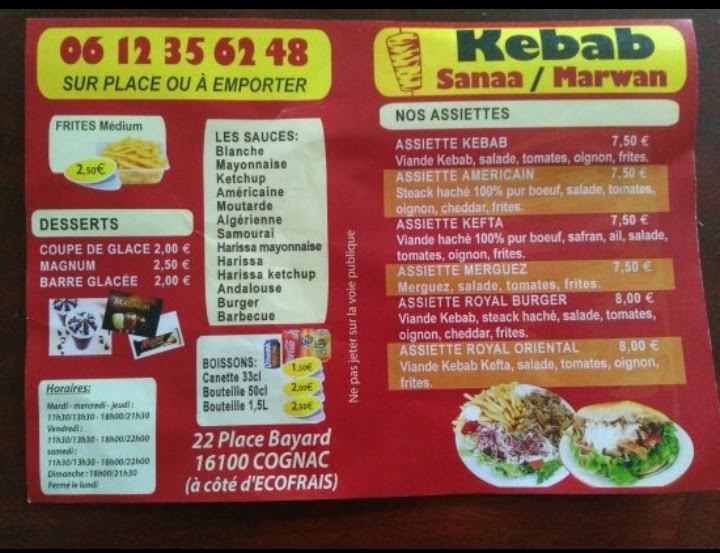 06 12 35 62 48
SUR PLACE OU À EMPORTER
FRITES Médium
2,50€
LES SAUCES:
Blanche
Mayonnaise
Ketchup
Américaine
Moutarde
Algérienne
Samourai
Harissa mayonnaise
Harissa
Harissa ketchup
Andalouse
Burger
Barbecue
DESSERTS
COUPE DE GLACE 2,00 €
MAGNUM 2,50 €
BARRE GLACÉE 2,00 €
BOISSONS:
Canette 33cl 1,50€
Bouteille 50cl 2,00€
Bouteille 1,5L 2,50€
Horaires:
Mardi - mercredi - jeudi :
11h30/13h30 - 18h00/21h30
Vendredi :
11h30/13h30 - 18h00/22h00
samedi :
11h30/13h30 - 18h00/22h00
Dimanche : 18h00/21h30
Fermé le lundi
22 Place Bayard
16100 COGNAC
(à côté d'ECOFRAIS)
Ne pas jeter sur la voie publique
Kebab
Sanaa / Marwan
NOS ASSIETTES
ASSIETTE KEBAB 7,50 €
Viande Kebab, salade, tomates, oignon, frites.
ASSIETTE AMERICAIN 7,50 €
Steack haché 100% pur boeuf, salade, tomates,
oignon, cheddar, frites.
ASSIETTE KEFTA 7,50 €
Viande haché 100% pur boeuf, safran, ail, salade,
tomates, oignon, frites.
ASSIETTE MERGUEZ 7,50 €
Merguez, salade, tomates, frites.
ASSIETTE ROYAL BURGER 8,00 €
Viande Kebab, steack haché, salade, tomates,
oignon, cheddar, frites.
ASSIETTE ROYAL ORIENTAL 8,00 €
Viande Kebab Kefta, salade, tomates, oignon,
frites.